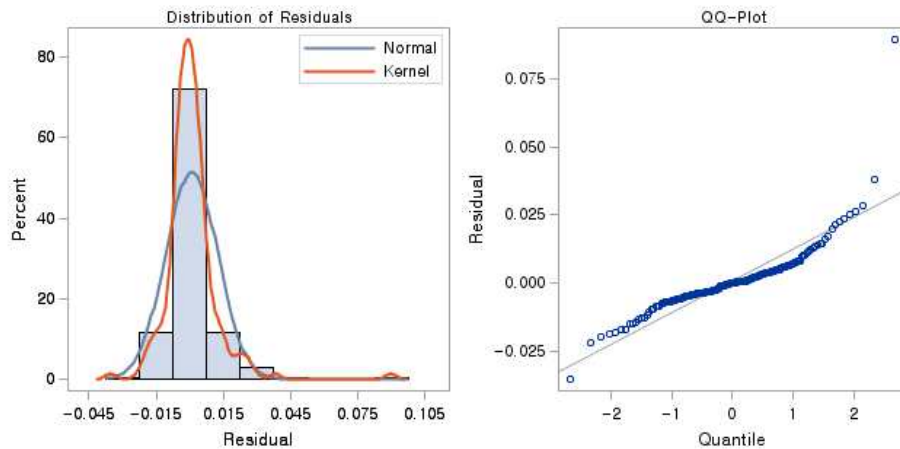 Distribution of Residuals
80
60
40
20
0
Percent
Normal
Kernel
-0.045
-0.015
0.015
0.045
0.075
0.105
Residual
QQ-Plot
0.075
0.050
0.025
0.000
-0.025
Residual
-2
-1
0
1
2
Quantile